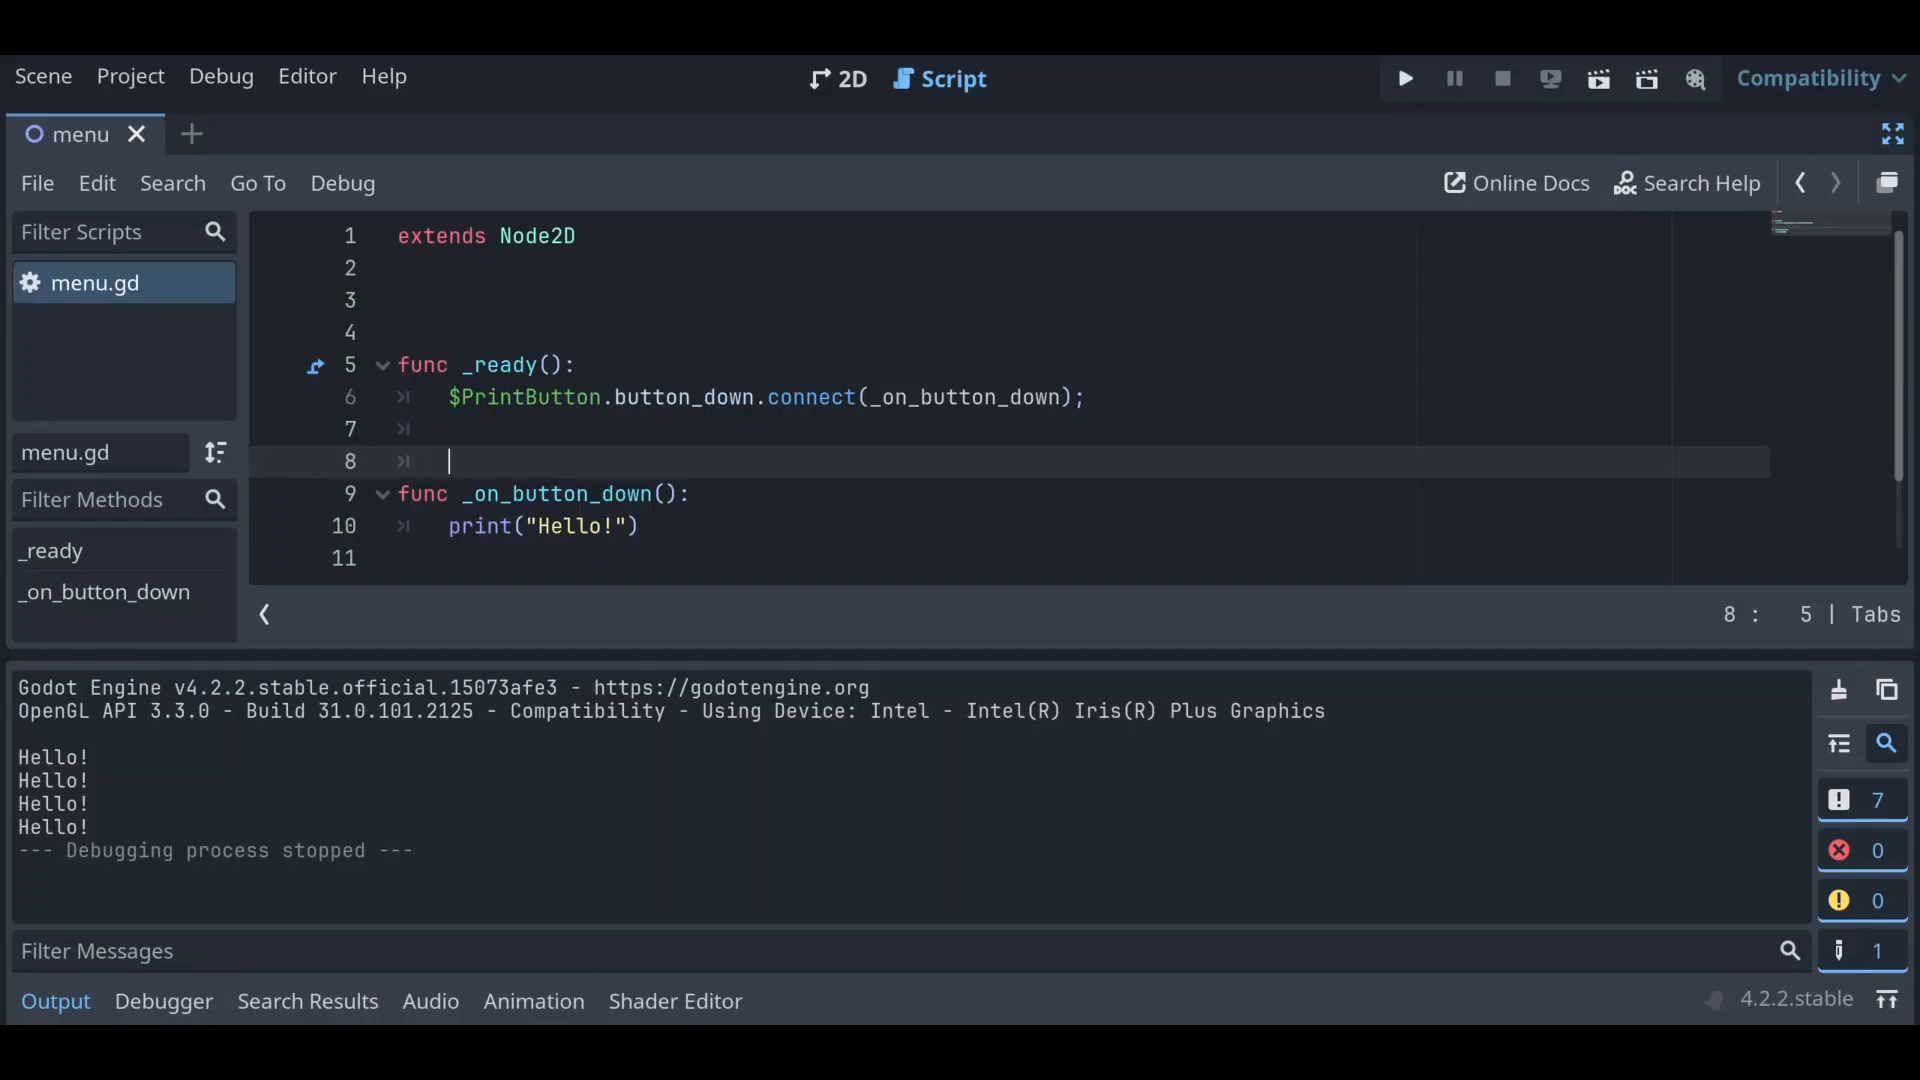 Scene Project Debug Editor Help
2D Script
Compatibility
menu
File Edit Search Go To Debug
Online Docs Search Help
Filter Scripts
menu.gd
menu.gd
Filter Methods
_ready
_on_button_down
1 extends Node2D
2
3
4
5 func _ready():
6 $PrintButton.button_down.connect(_on_button_down);
7
8
9 func _on_button_down():
10 print("Hello!")
11
8 : 5 | Tabs
Godot Engine v4.2.2.stable.official.15073afe3 - https://godotengine.org
OpenGL API 3.3.0 - Build 31.0.101.2125 - Compatibility - Using Device: Intel - Intel(R) Iris(R) Plus Graphics
Hello!
Hello!
Hello!
Hello!
--- Debugging process stopped ---
7
0
0
1
Filter Messages
Output Debugger Search Results Audio Animation Shader Editor
4.2.2.stable